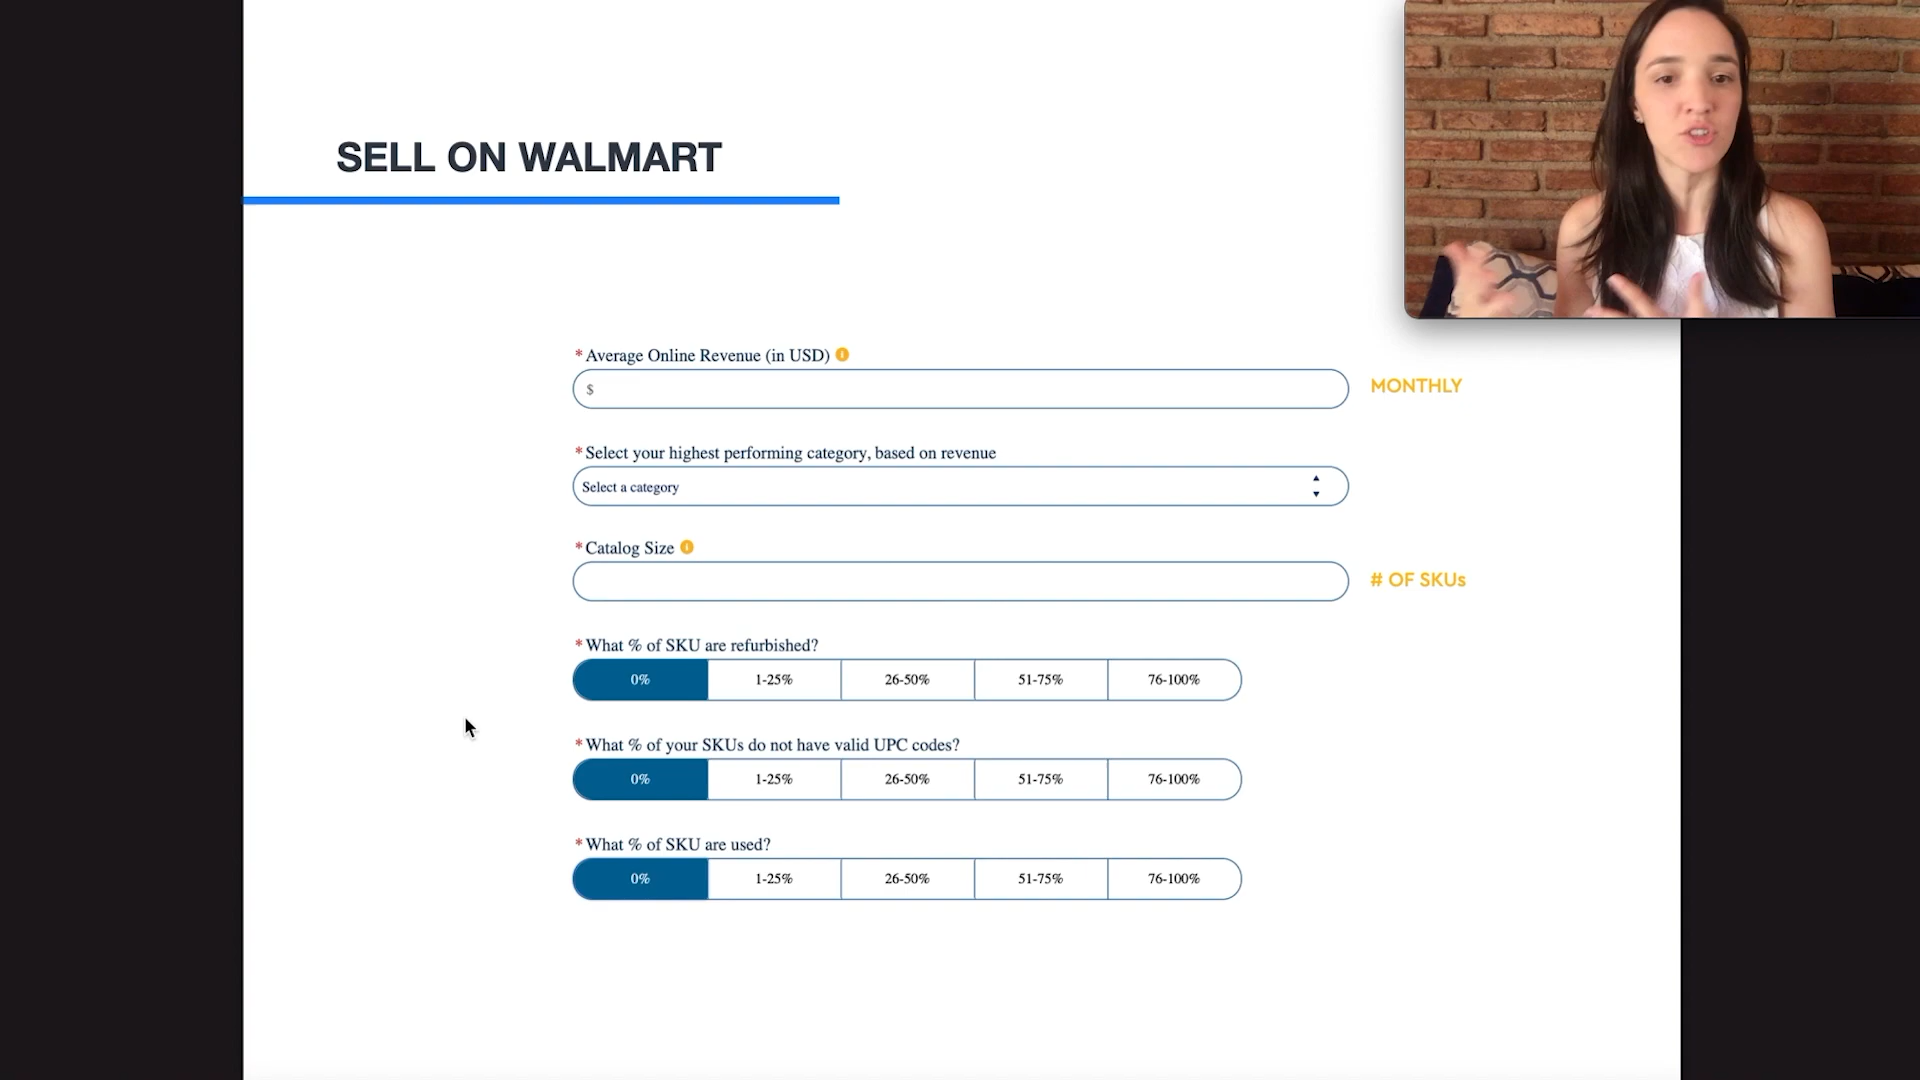 SELL ON WALMART
* Average Online Revenue (in USD) i
$
MONTHLY
* Select your highest performing category, based on revenue
Select a category
* Catalog Size i
# OF SKUs
* What % of SKU are refurbished?
0% 1-25% 26-50% 51-75% 76-100%
* What % of your SKUs do not have valid UPC codes?
0% 1-25% 26-50% 51-75% 76-100%
* What % of SKU are used?
0% 1-25% 26-50% 51-75% 76-100%